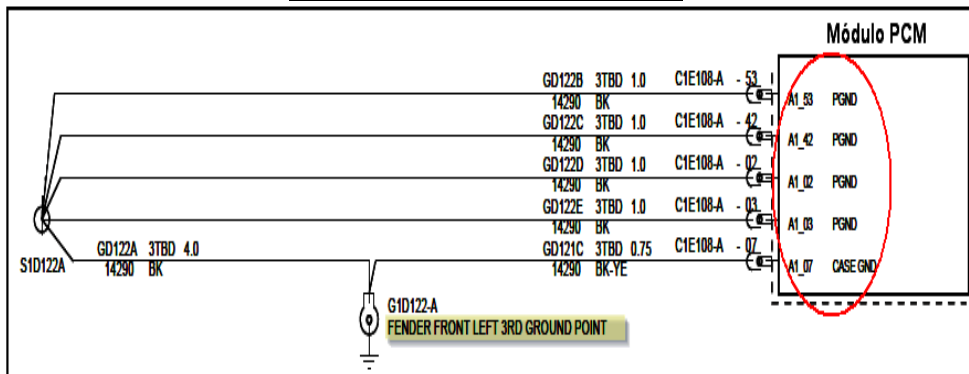 Módulo PCM
GD122B 3TBD 1.0 C1E108-A - 53
14290 BK
A1_53 PGND
GD122C 3TBD 1.0 C1E108-A - 42
14290 BK
A1_42 PGND
GD122D 3TBD 1.0 C1E108-A - 02
14290 BK
A1_02 PGND
GD122E 3TBD 1.0 C1E108-A - 03
14290 BK
A1_03 PGND
S1D122A
GD122A 3TBD 4.0
14290 BK
GD121C 3TBD 0.75 C1E108-A - 07
14290 BK-YE
A1_07 CASE GND
G1D122-A
FENDER FRONT LEFT 3RD GROUND POINT